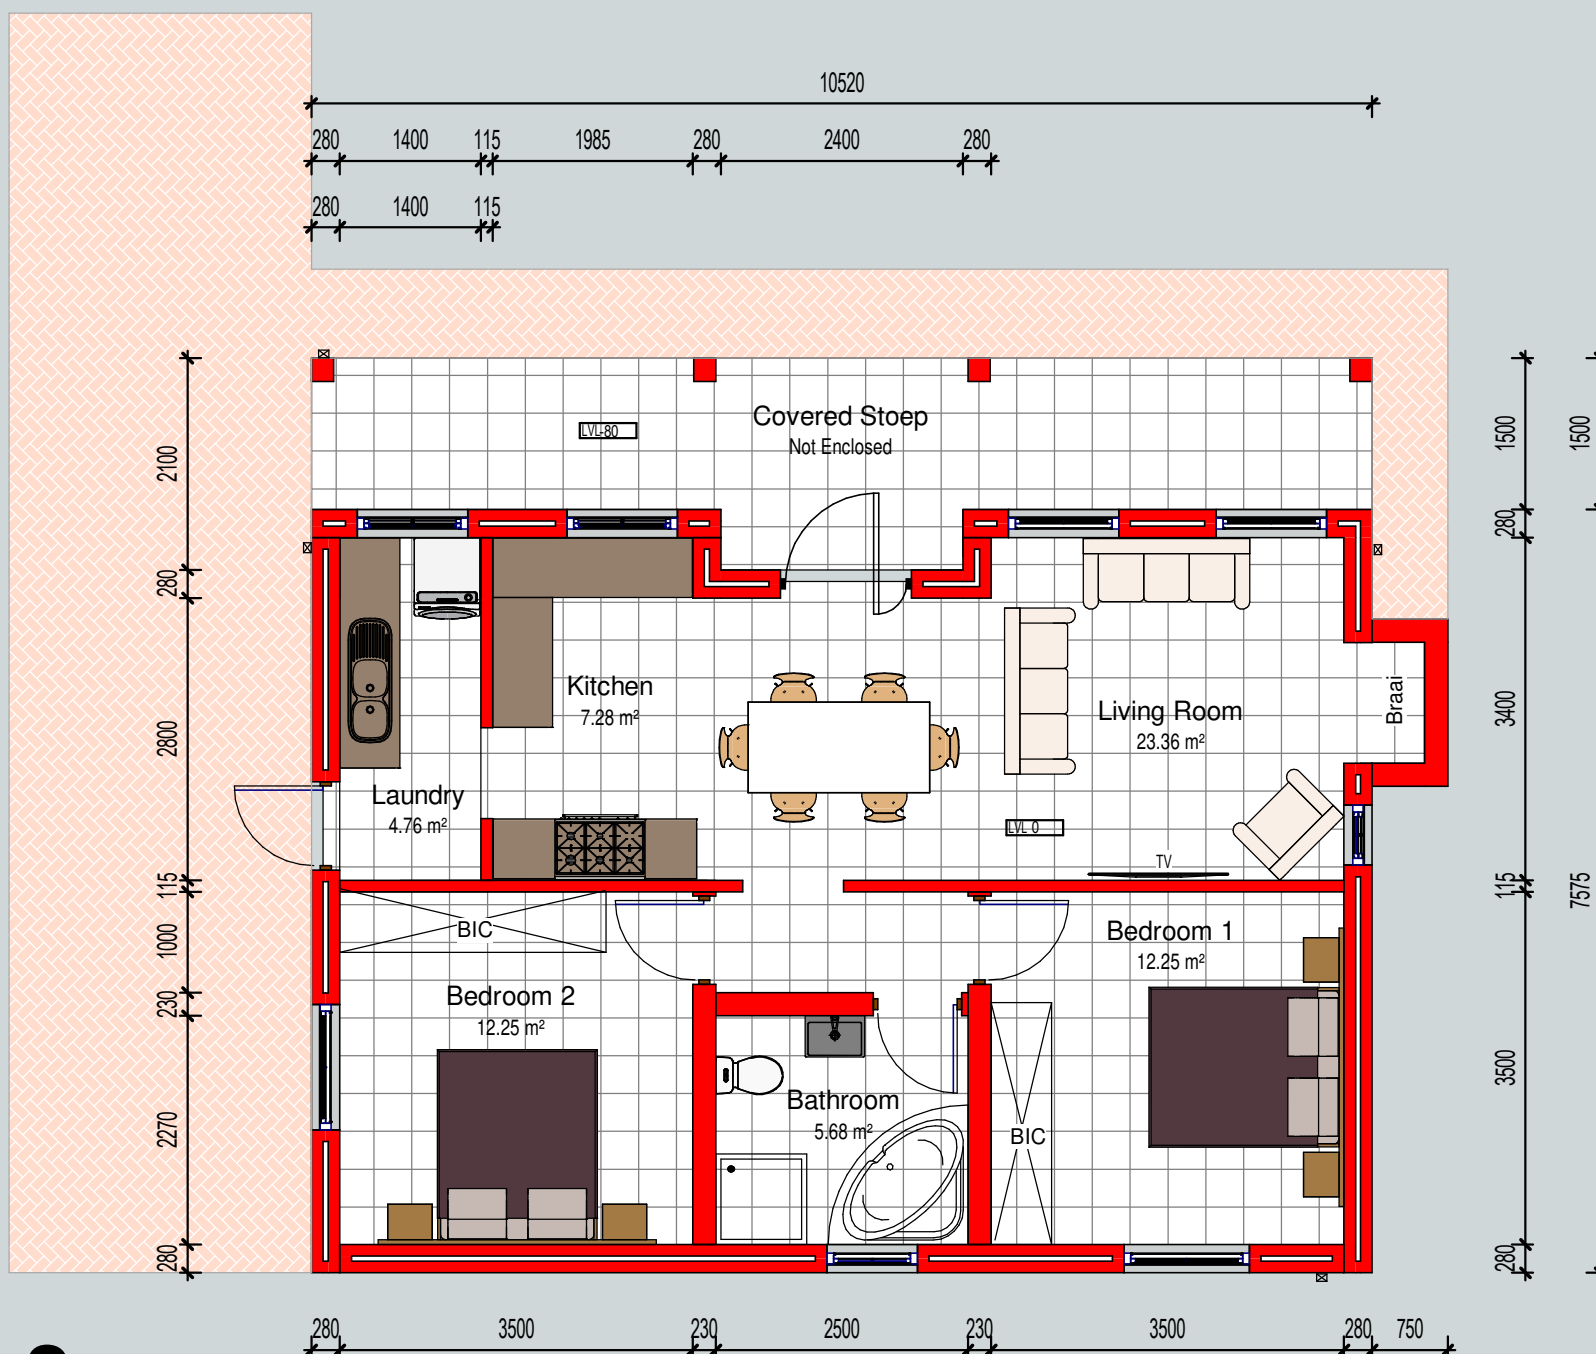 10520
280 1400 115 1985 280 2400 280
280 1400 115
Covered Stoep
Not Enclosed
LVL-80
2100
280
2800
115
1000
230
2270
280
1500
280
3400
115
3500
280
1500
7575
Kitchen
7.28 m²
Living Room
23.36 m²
Braai
Laundry
4.76 m²
LVL 0
TV
BIC
Bedroom 1
12.25 m²
Bedroom 2
12.25 m²
Bathroom
5.68 m²
BIC
280 3500 230 2500 230 3500 280 750